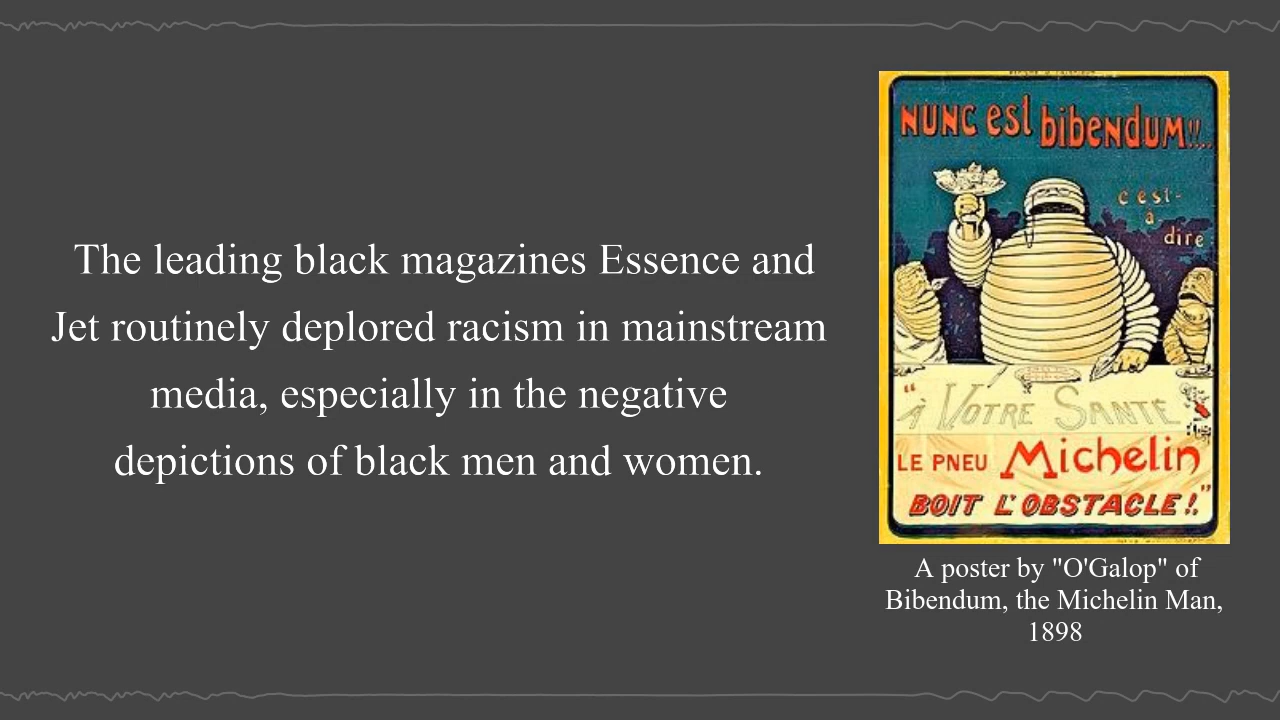 The leading black magazines Essence and
Jet routinely deplored racism in mainstream
media, especially in the negative
depictions of black men and women.
NUNC est bibendum!!..
c'est-
à
dire
"À VOTRE SANTÉ
LE PNEU Michelin
BOIT L'OBSTACLE !."
A poster by "O'Galop" of
Bibendum, the Michelin Man,
1898